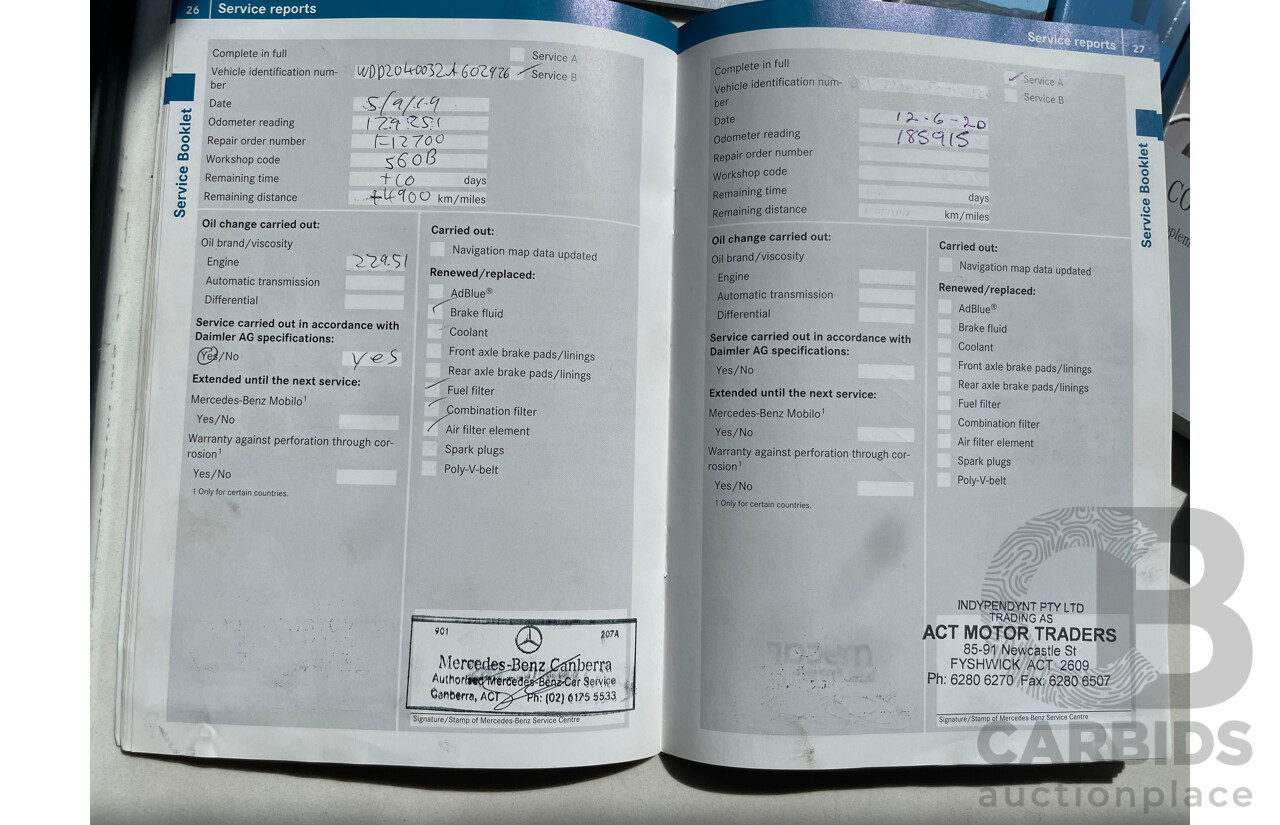 26 Service reports
Complete in full
Service A
Vehicle identification num-
ber
WDD2040032A602976
Service B
Date 5/9/19
Odometer reading 179251
Repair order number F12700
Workshop code 560B
Remaining time +10 days
Remaining distance +4900 km/miles
Service Booklet
Oil change carried out:
Oil brand/viscosity
Engine 229.51
Automatic transmission
Differential
Service carried out in accordance with
Daimler AG specifications:
Yes/No yes
Extended until the next service:
Mercedes-Benz Mobilo¹
Yes/No
Warranty against perforation through cor-
rosion¹
Yes/No
1 Only for certain countries.
Carried out:
Navigation map data updated
Renewed/replaced:
AdBlue®
Brake fluid
Coolant
Front axle brake pads/linings
Rear axle brake pads/linings
Fuel filter
Combination filter
Air filter element
Spark plugs
Poly-V-belt
901 207A
Mercedes-Benz Canberra
Authorised Mercedes-Benz Car Service
Canberra, ACT Ph: (02) 6175 5533
Signature/Stamp of Mercedes-Benz Service Centre
Service reports 27
Complete in full
Service A
Vehicle identification num-
ber
Service B
Date 12-6-20
Odometer reading 185915
Repair order number
Workshop code
Remaining time days
Remaining distance km/miles
Service Booklet
Oil change carried out:
Oil brand/viscosity
Engine
Automatic transmission
Differential
Service carried out in accordance with
Daimler AG specifications:
Yes/No
Extended until the next service:
Mercedes-Benz Mobilo¹
Yes/No
Warranty against perforation through cor-
rosion¹
Yes/No
1 Only for certain countries.
Carried out:
Navigation map data updated
Renewed/replaced:
AdBlue®
Brake fluid
Coolant
Front axle brake pads/linings
Rear axle brake pads/linings
Fuel filter
Combination filter
Air filter element
Spark plugs
Poly-V-belt
INDYPENDYNT PTY LTD
TRADING AS
ACT MOTOR TRADERS
85-91 Newcastle St
FYSHWICK ACT 2609
Ph: 6280 6270 Fax: 6280 6507
Signature/Stamp of Mercedes-Benz Service Centre
CARBIDS
auctionplace